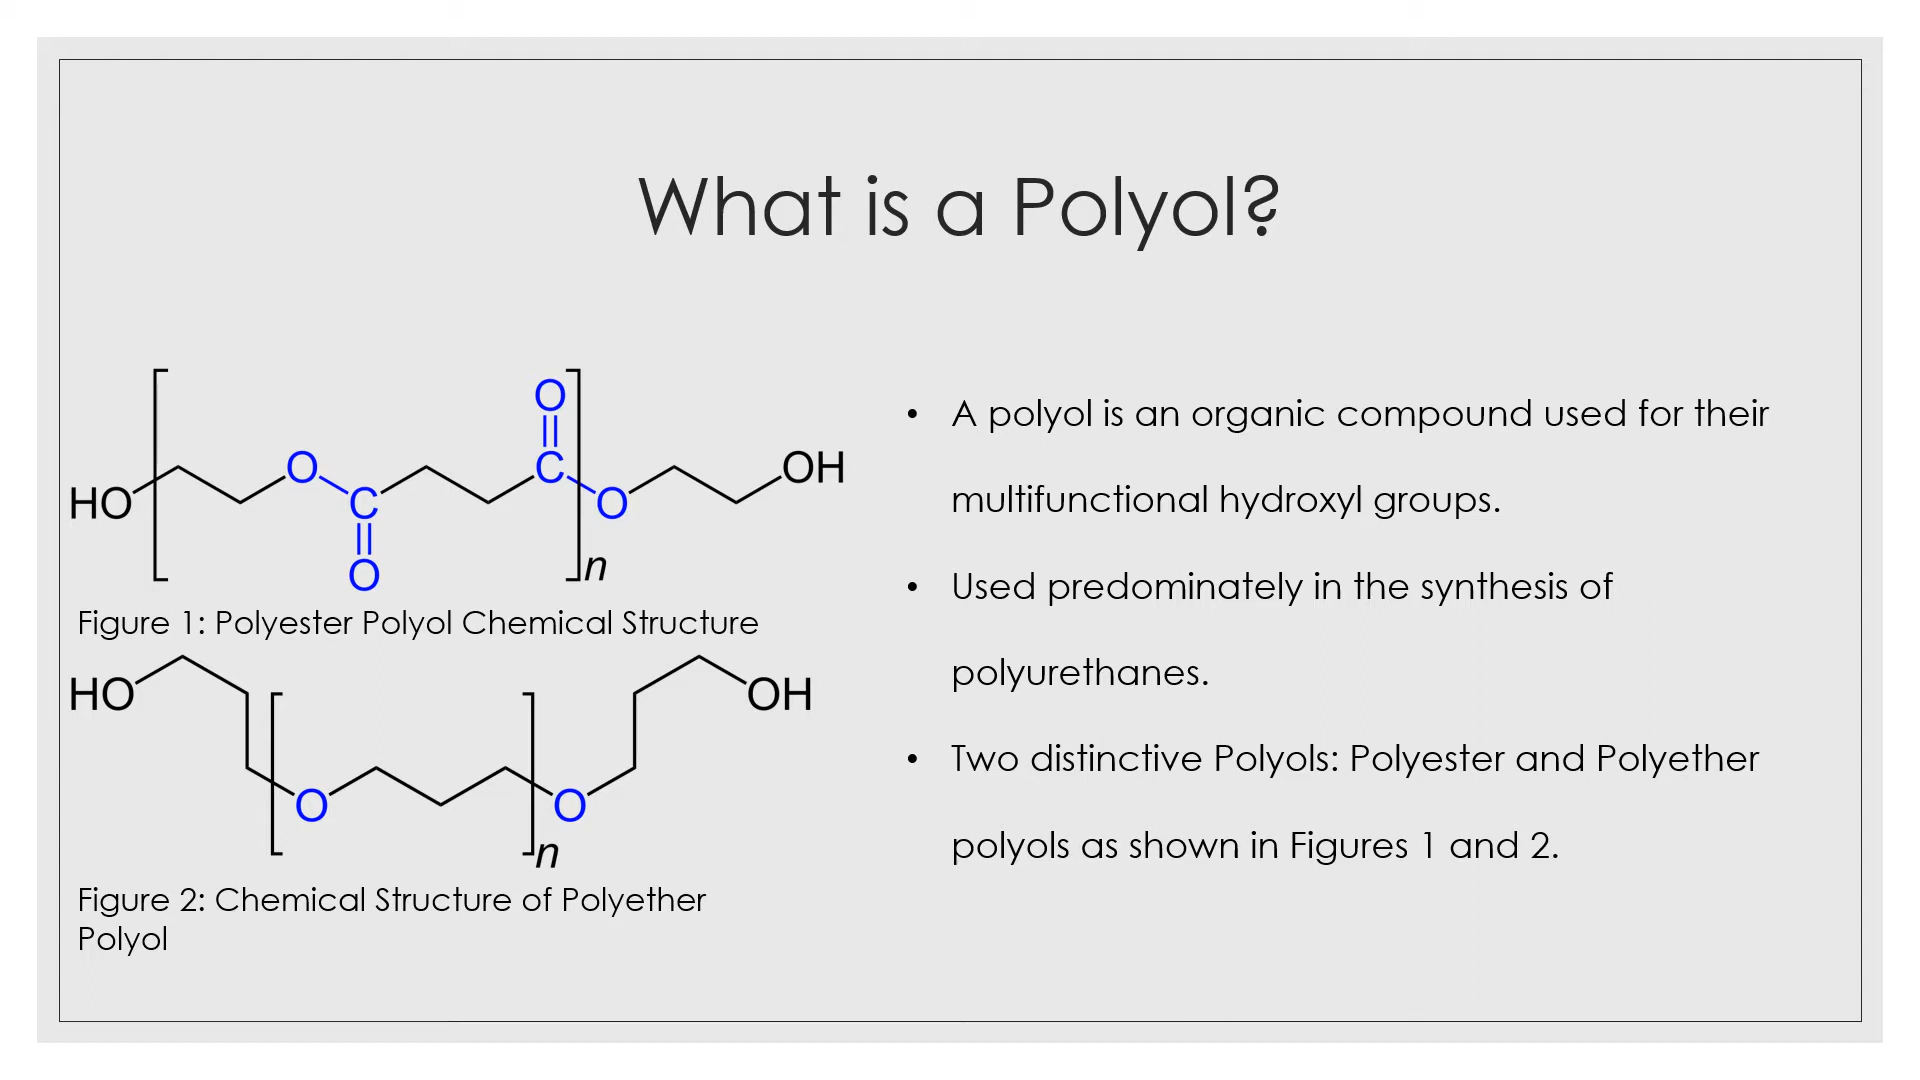 What is a Polyol?
O
O
C
OH
HO
C
O
O
n
Figure 1: Polyester Polyol Chemical Structure
HO
OH
O
O
n
Figure 2: Chemical Structure of Polyether
Polyol
• A polyol is an organic compound used for their
multifunctional hydroxyl groups.
• Used predominately in the synthesis of
polyurethanes.
• Two distinctive Polyols: Polyester and Polyether
polyols as shown in Figures 1 and 2.